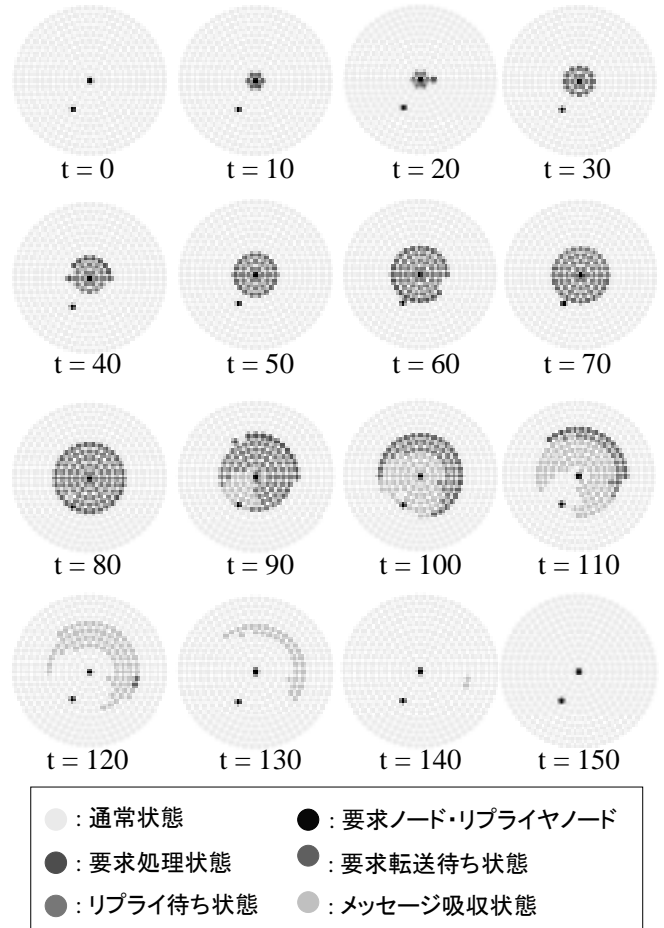 t = 0
t = 10
t = 20
t = 30
t = 40
t = 50
t = 60
t = 70
t = 80
t = 90
t = 100
t = 110
t = 120
t = 130
t = 140
t = 150
: 通常状態
: 要求ノード・リプライヤノード
: 要求処理状態
: 要求転送待ち状態
: リプライ待ち状態
: メッセージ吸収状態